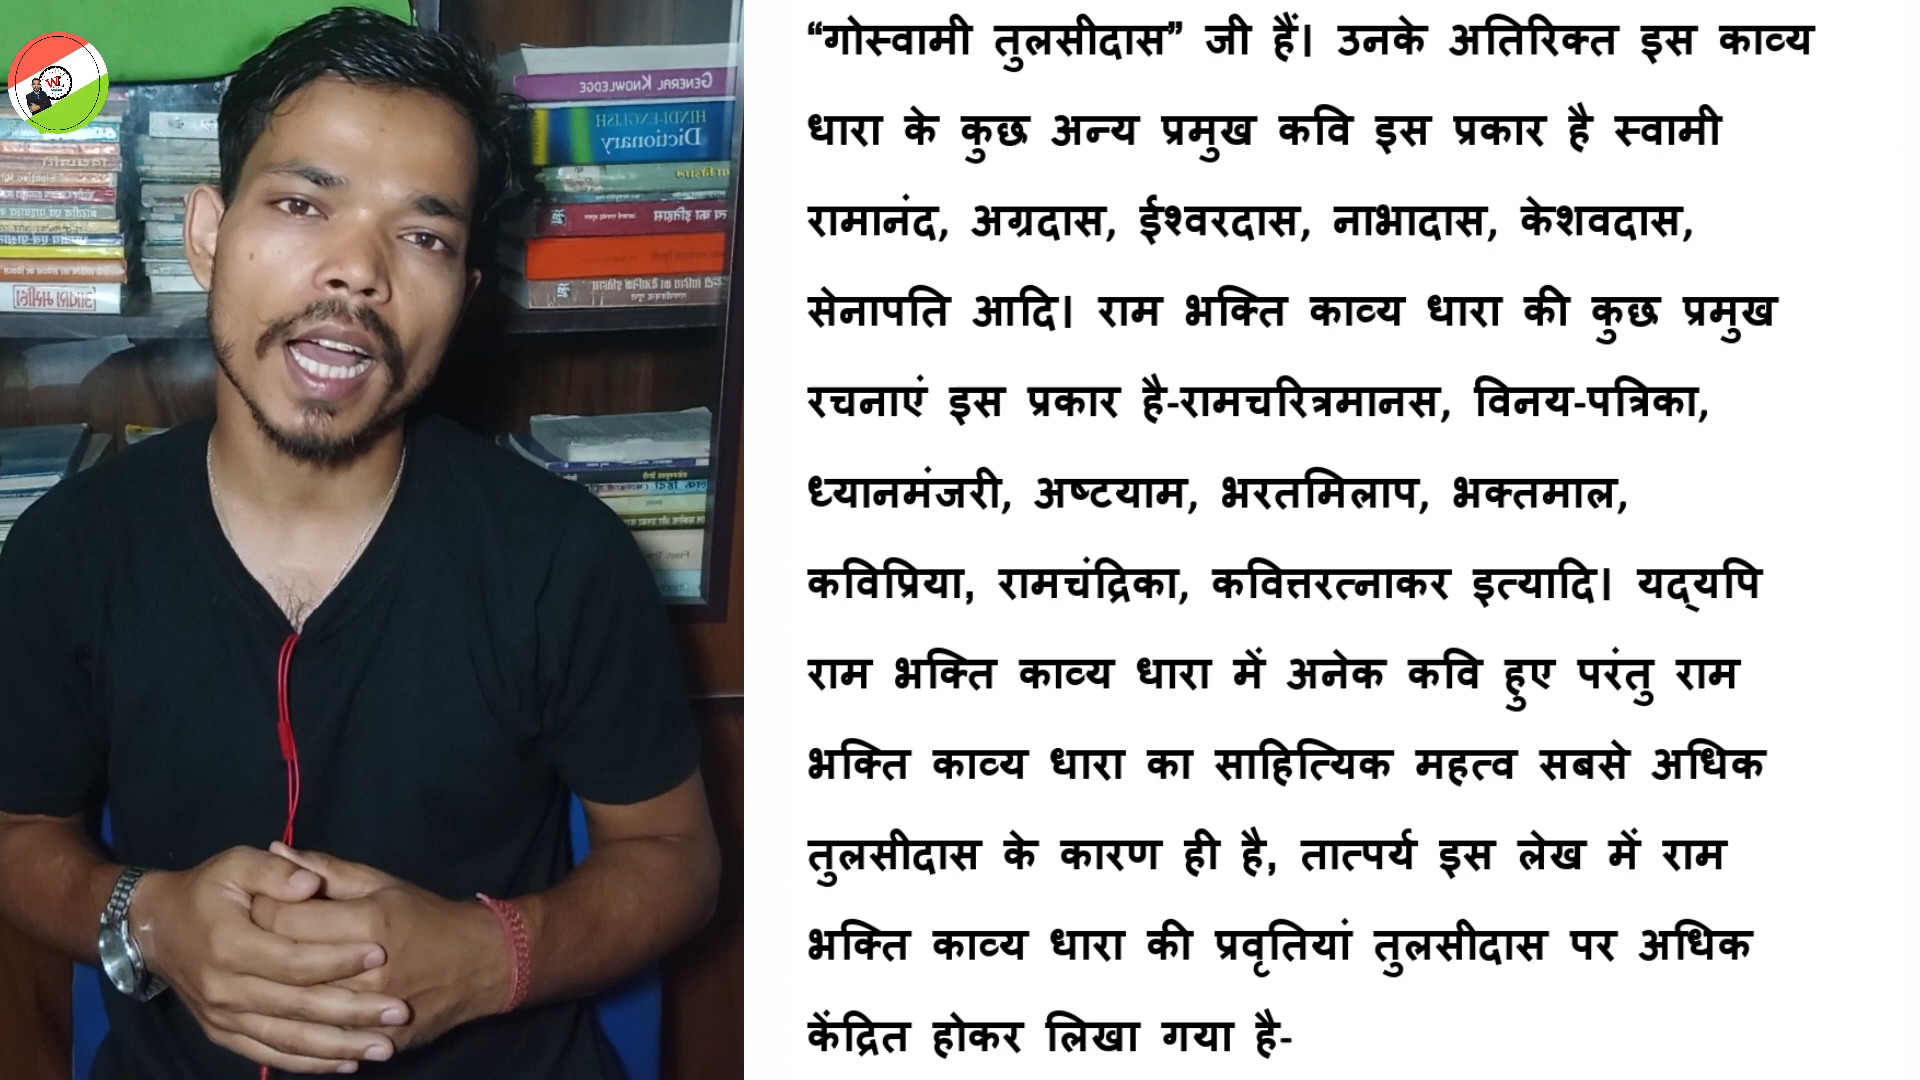 “गोस्वामी तुलसीदास” जी हैं। उनके अतिरिक्त इस काव्य
धारा के कुछ अन्य प्रमुख कवि इस प्रकार है स्वामी
रामानंद, अग्रदास, ईश्वरदास, नाभादास, केशवदास,
सेनापति आदि। राम भक्ति काव्य धारा की कुछ प्रमुख
रचनाएं इस प्रकार है-रामचरित्रमानस, विनय-पत्रिका,
ध्यानमंजरी, अष्टयाम, भरतमिलाप, भक्तमाल,
कविप्रिया, रामचंद्रिका, कवित्तरत्नाकर इत्यादि। यद्यपि
राम भक्ति काव्य धारा में अनेक कवि हुए परंतु राम
भक्ति काव्य धारा का साहित्यिक महत्व सबसे अधिक
तुलसीदास के कारण ही है, तात्पर्य इस लेख में राम
भक्ति काव्य धारा की प्रवृतियां तुलसीदास पर अधिक
केंद्रित होकर लिखा गया है-
GENERAL KNOWLEDGE
HINDI-ENGLISH
Dictionary